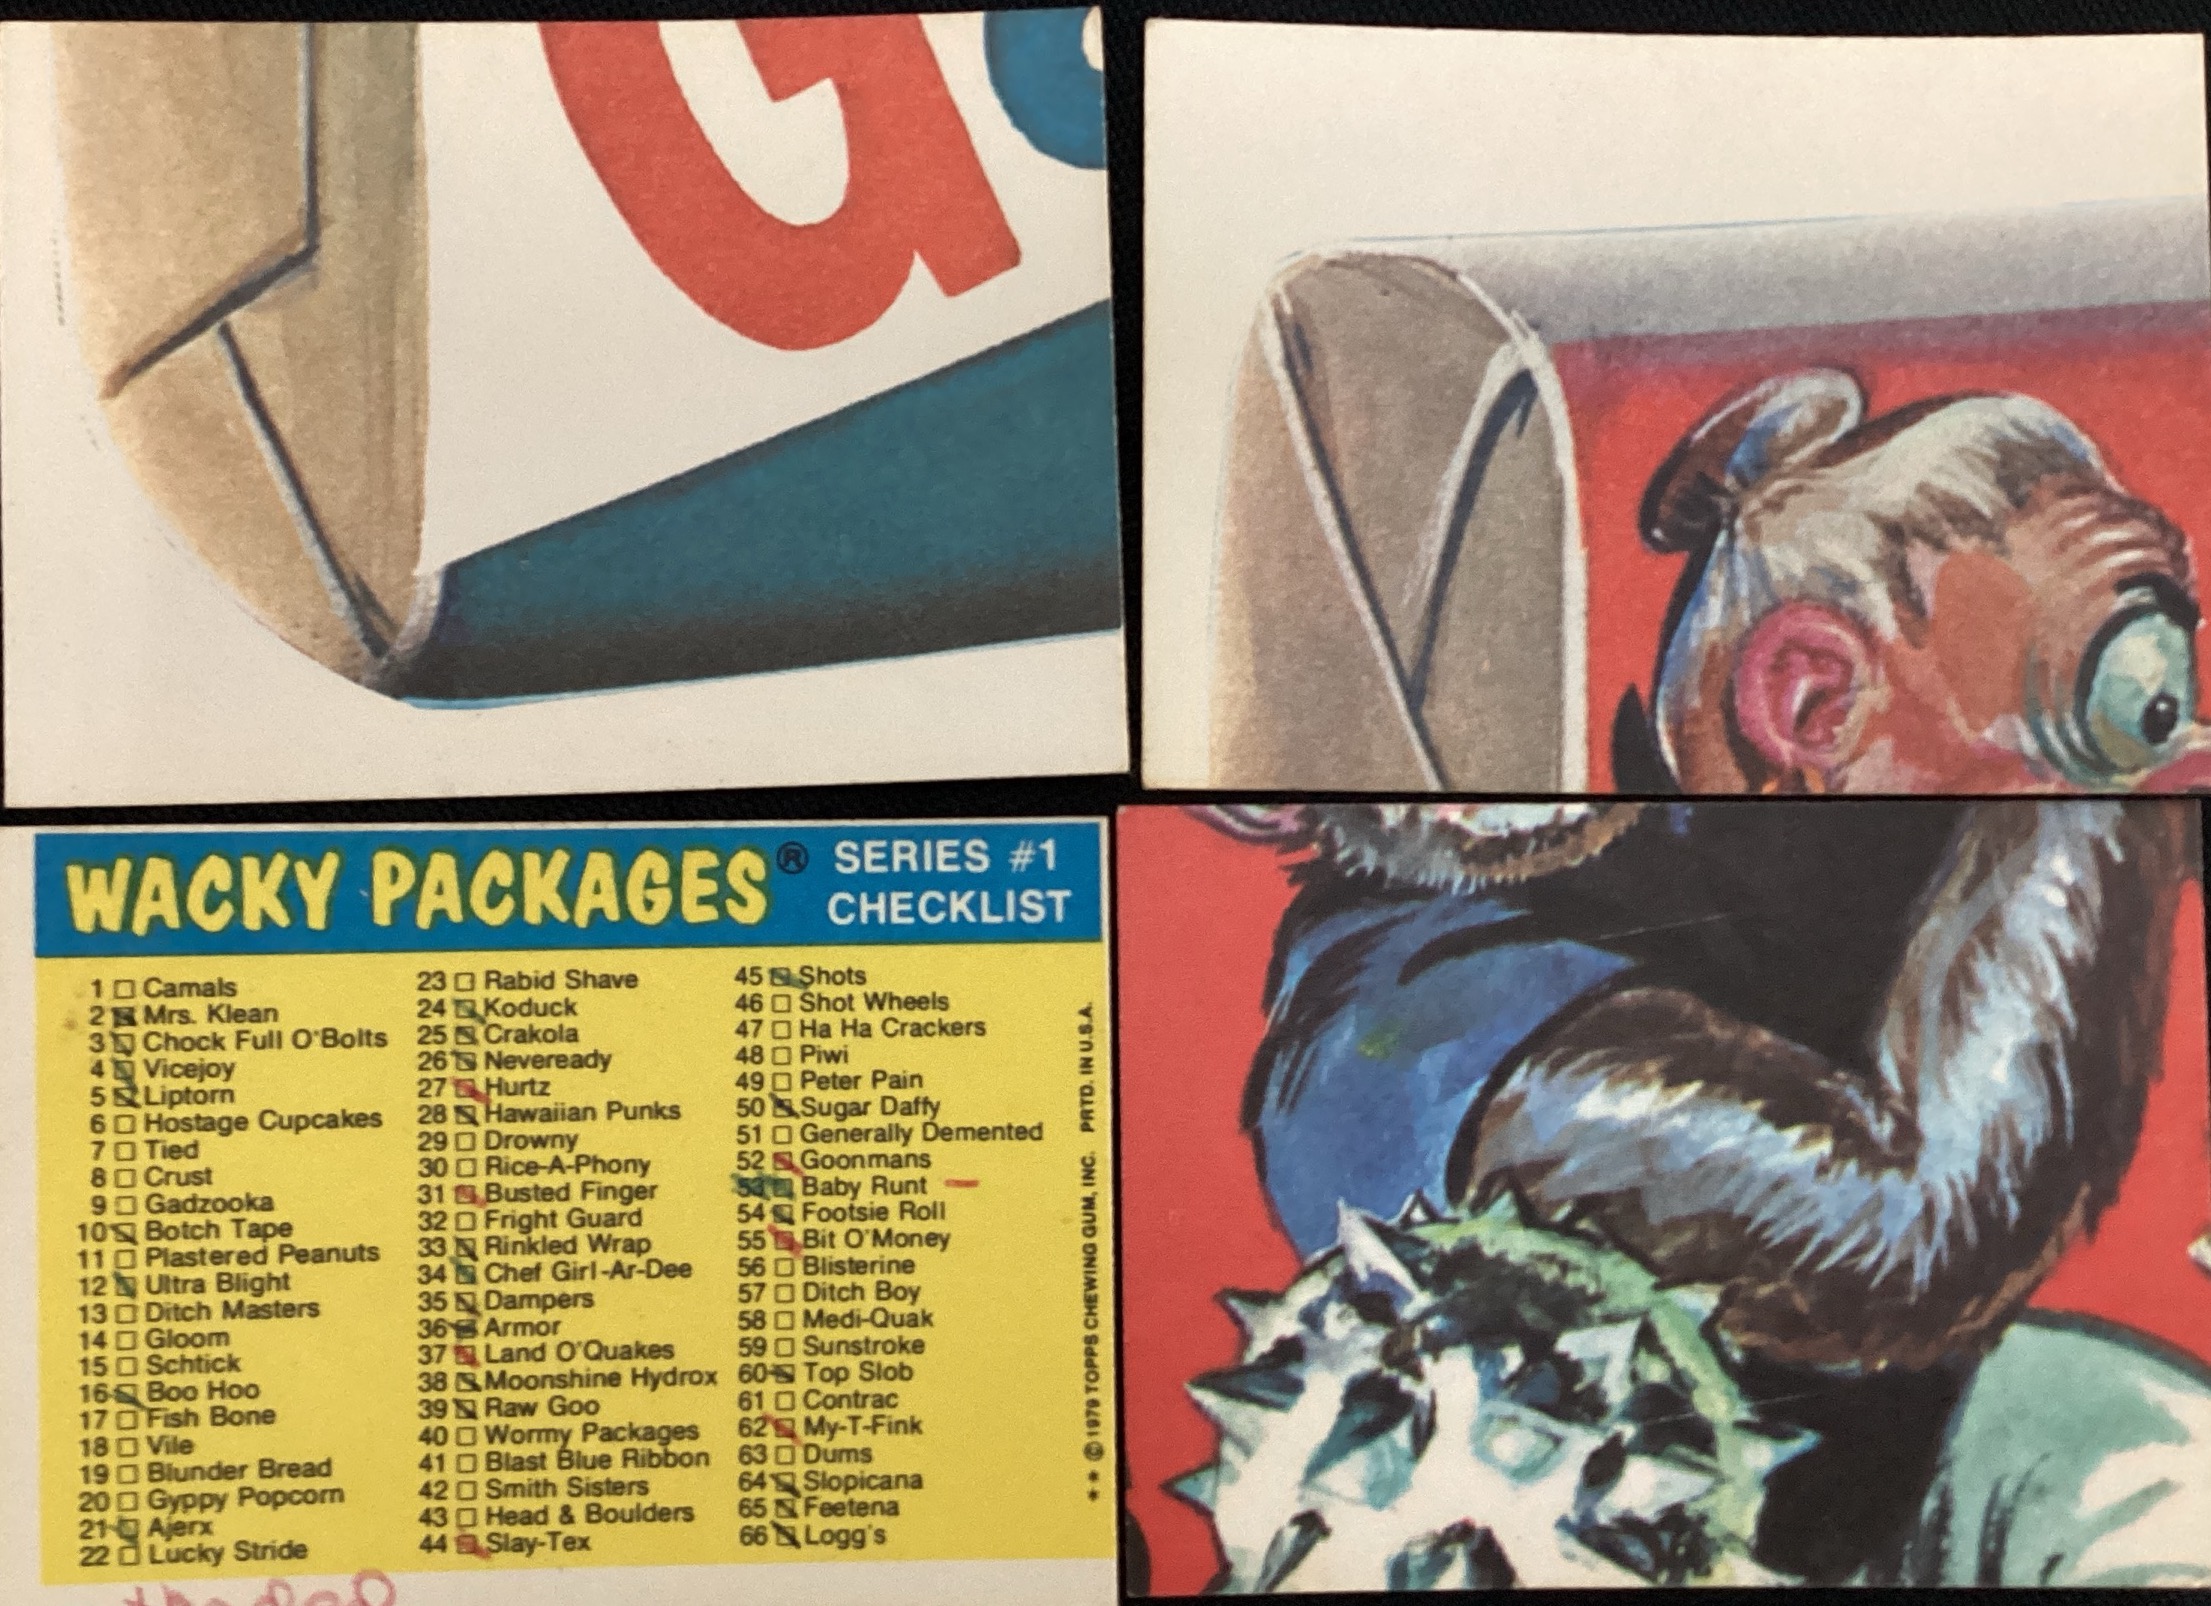 G
WACKY PACKAGES® SERIES #1
CHECKLIST
1 Camals
2 Mrs. Klean
3 Chock Full O'Bolts
4 Vicejoy
5 Liptorn
6 Hostage Cupcakes
7 Tied
8 Crust
9 Gadzooka
10 Botch Tape
11 Plastered Peanuts
12 Ultra Blight
13 Ditch Masters
14 Gloom
15 Schtick
16 Boo Hoo
17 Fish Bone
18 Vile
19 Blunder Bread
20 Gyppy Popcorn
21 Ajerx
22 Lucky Stride
23 Rabid Shave
24 Koduck
25 Crakola
26 Neveready
27 Hurtz
28 Hawaiian Punks
29 Drowny
30 Rice-A-Phony
31 Busted Finger
32 Fright Guard
33 Rinkled Wrap
34 Chef Girl-Ar-Dee
35 Dampers
36 Armor
37 Land O'Quakes
38 Moonshine Hydrox
39 Raw Goo
40 Wormy Packages
41 Blast Blue Ribbon
42 Smith Sisters
43 Head & Boulders
44 Slay-Tex
45 Shots
46 Shot Wheels
47 Ha Ha Crackers
48 Piwi
49 Peter Pain
50 Sugar Daffy
51 Generally Demented
52 Goonmans
53 Baby Runt
54 Footsie Roll
55 Bit O'Money
56 Blisterine
57 Ditch Boy
58 Medi-Quak
59 Sunstroke
60 Top Slob
61 Contrac
62 My-T-Fink
63 Dums
64 Slopicana
65 Feetena
66 Logg's
** © 1979 TOPPS CHEWING GUM, INC. PRTD. IN U.S.A.